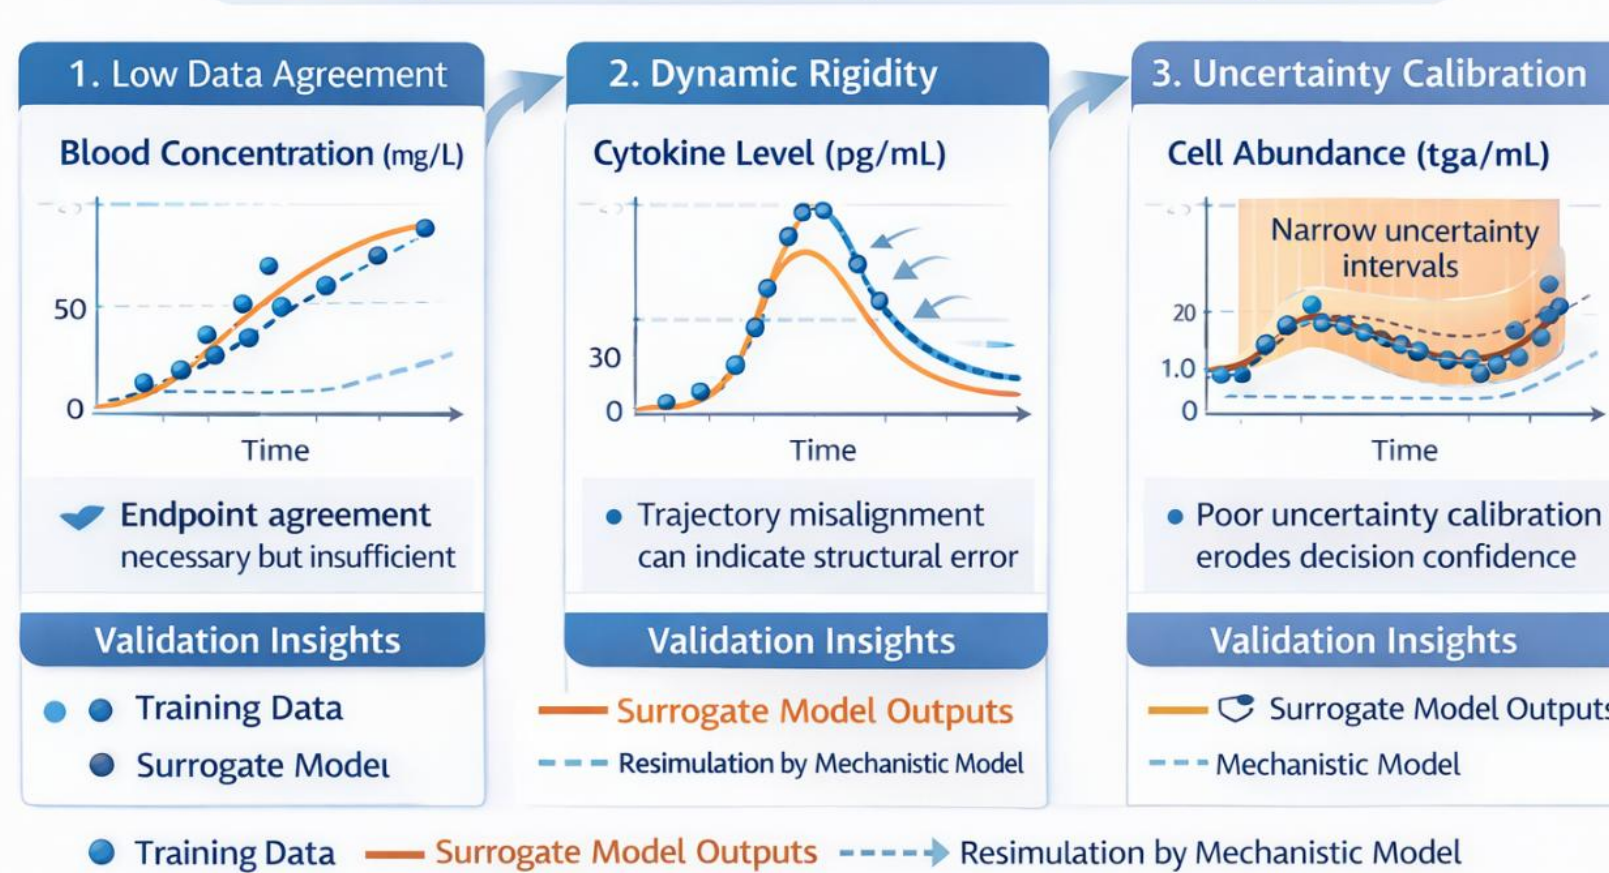 1. Low Data Agreement
Blood Concentration (mg/L)
50
0
Time
Endpoint agreement
necessary but insufficient
Validation Insights
Training Data
Surrogate Model
2. Dynamic Rigidity
Cytokine Level (pg/mL)
30
0
Time
• Trajectory misalignment
can indicate structural error
Validation Insights
Surrogate Model Outputs
Resimulation by Mechanistic Model
3. Uncertainty Calibration
Cell Abundance (tga/mL)
Narrow uncertainty
intervals
20
1.0
0
Time
• Poor uncertainty calibration
erodes decision confidence
Validation Insights
Surrogate Model Outputs
Mechanistic Model
Training Data Surrogate Model Outputs Resimulation by Mechanistic Model